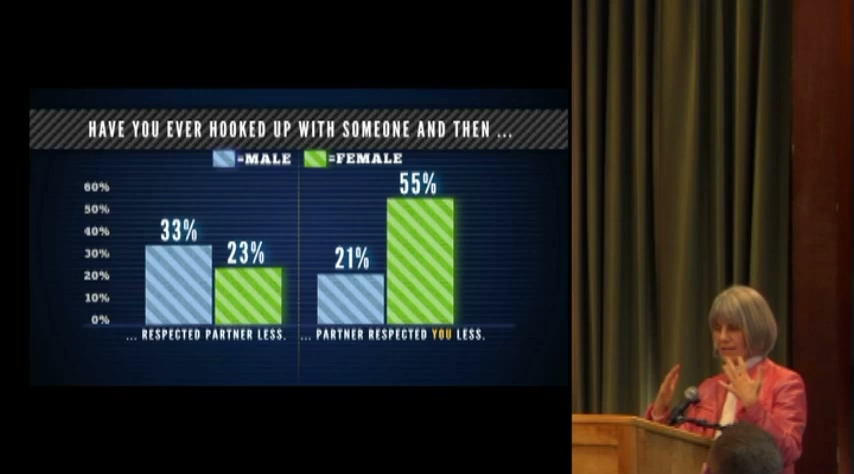 HAVE YOU EVER HOOKED UP WITH SOMEONE AND THEN ...
=MALE =FEMALE
60%
50%
40%
30%
20%
10%
0%
33%
23%
21%
55%
... RESPECTED PARTNER LESS.
... PARTNER RESPECTED YOU LESS.